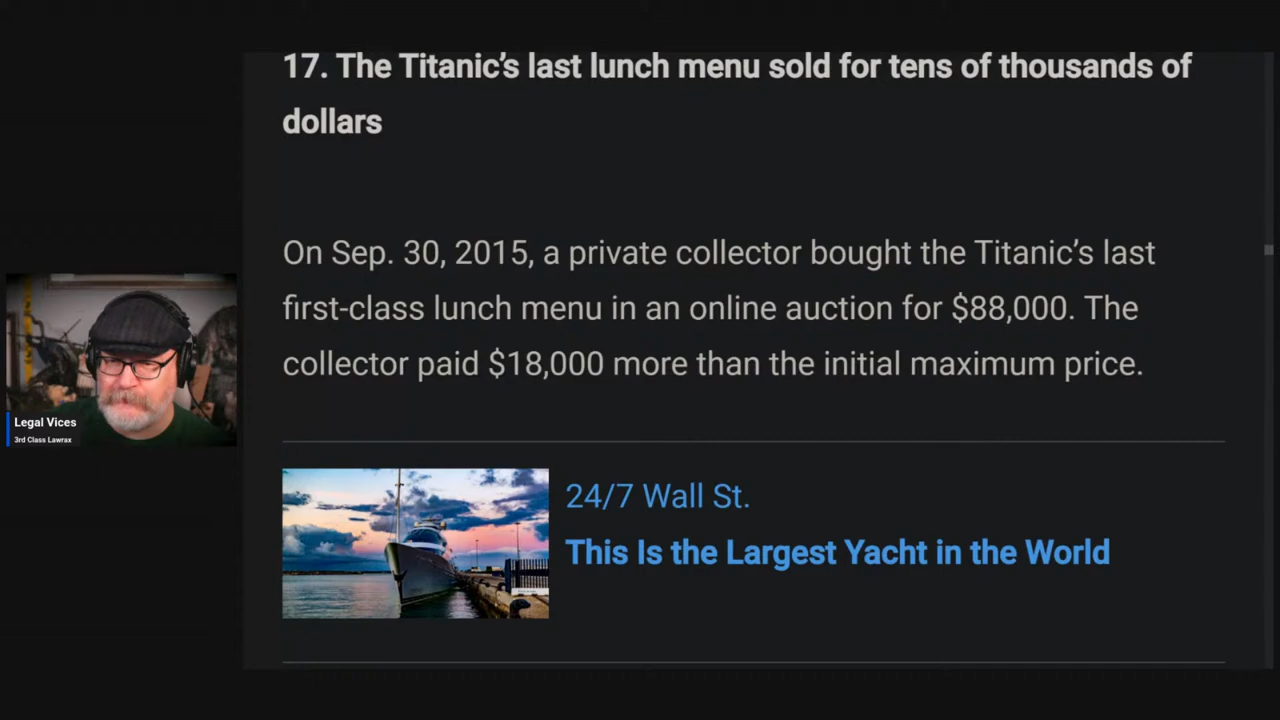 17. The Titanic’s last lunch menu sold for tens of thousands of
dollars
On Sep. 30, 2015, a private collector bought the Titanic’s last
first-class lunch menu in an online auction for $88,000. The
collector paid $18,000 more than the initial maximum price.
Legal Vices
3rd Class Lawrax
24/7 Wall St.
This Is the Largest Yacht in the World